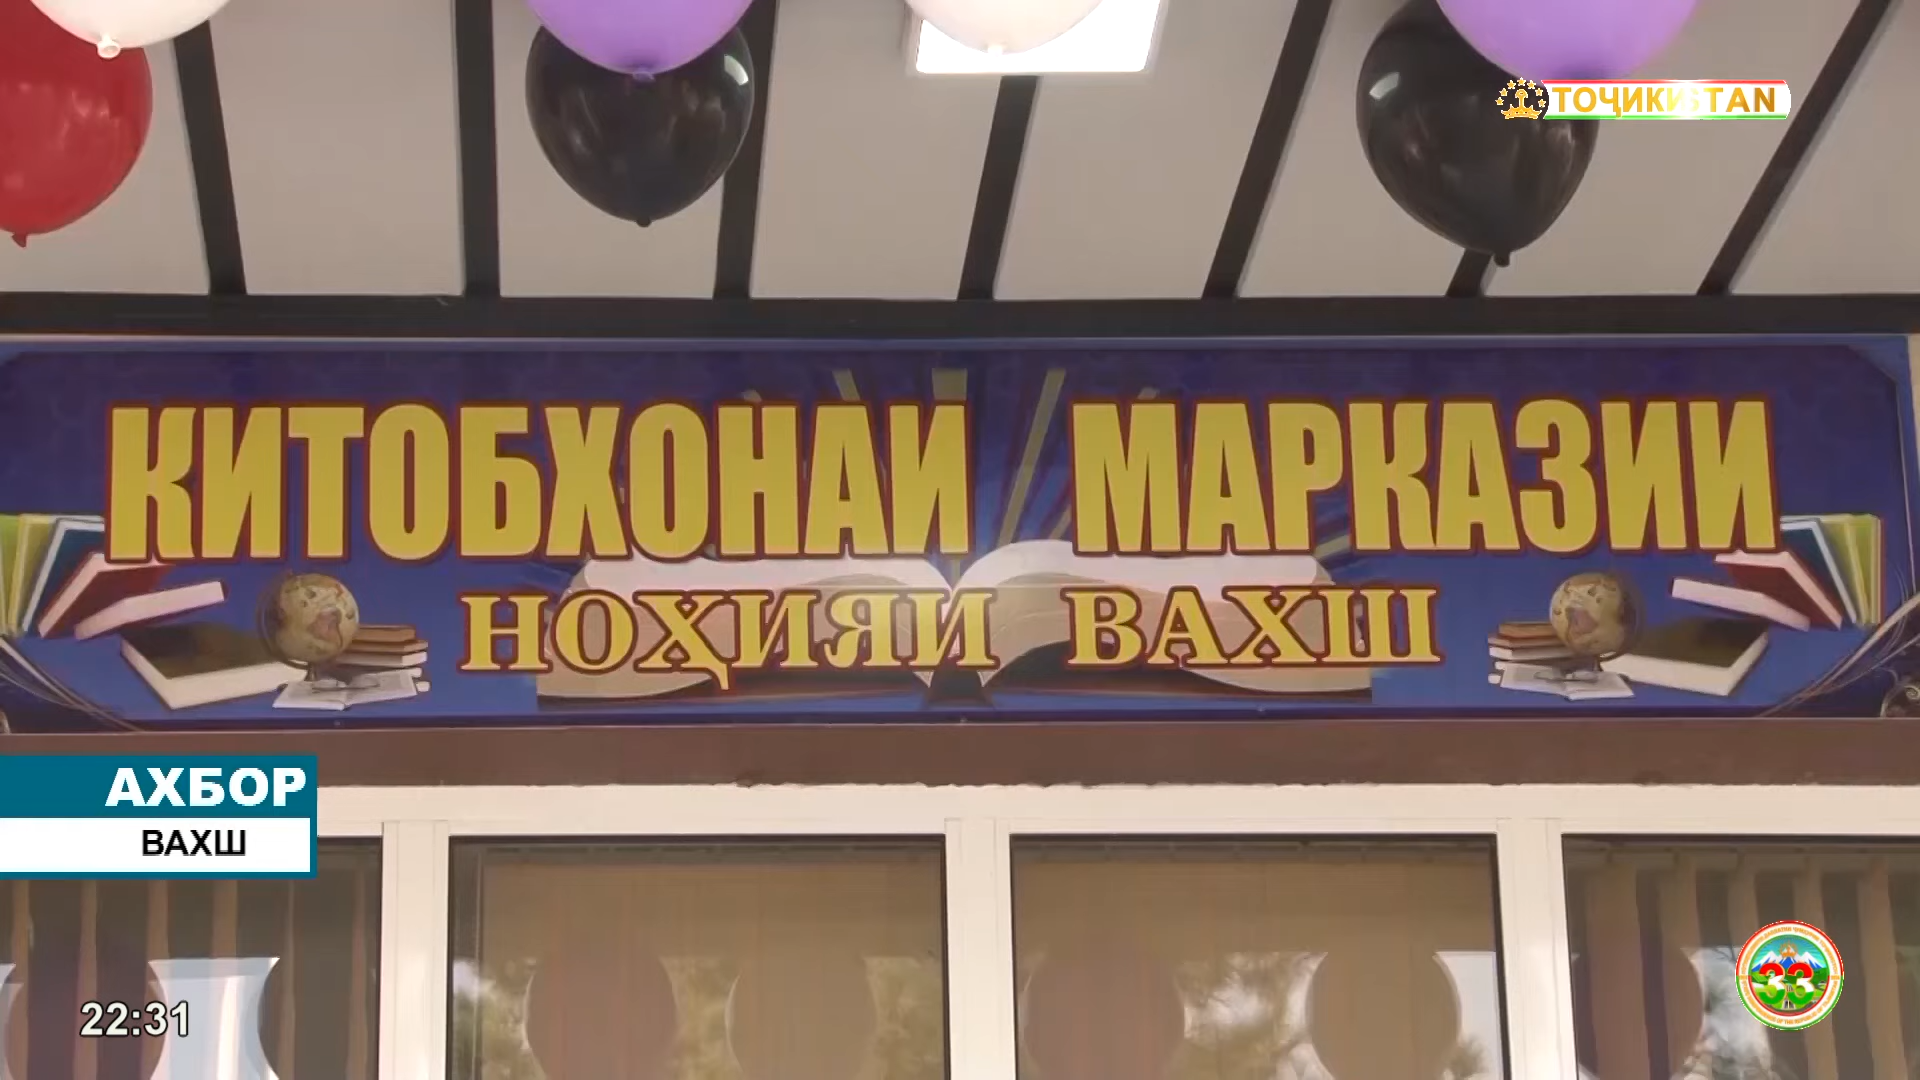 ТОҶИКИSTAN
КИТОБХОНАИ МАРКАЗИИ
НОҲИЯИ ВАХШ
АХБОР
ВАХШ
33
22:31